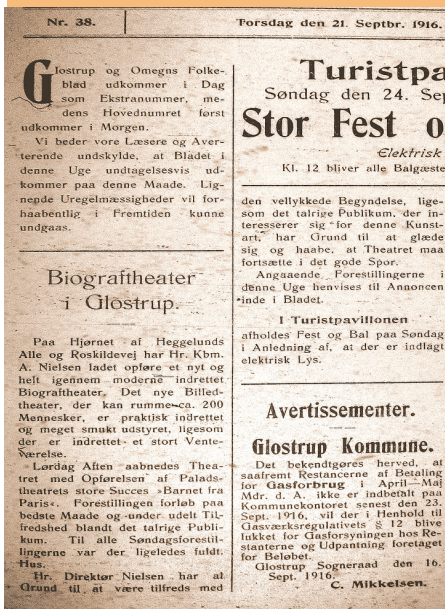 Nr. 38.
Torsdag den 21. Septbr. 1916.
Glostrup og Omegns Folke-
blad udkommer i Dag
som Ekstranummer, me-
dens Hovednumret først
udkommer i Morgen.
Vi beder vore Læsere og Aver-
terende undskylde, at Bladet i
denne Uge undtagelsesvis ud-
kommer paa denne Maade. Lig-
nende Uregelmæssigheder vil for-
haabentlig i Fremtiden kunne
undgaas.
Biograftheater
i Glostrup.
Paa Hjørnet af Heggelunds
Alle og Roskildevej har Hr. Kbm.
A. Nielsen ladet opføre et nyt og
helt igennem moderne indrettet
Biograftheater. Det nye Billed-
theater, der kan rumme ca. 200
Mennesker, er praktisk indrettet
og meget smukt udstyret, ligesom
der er indrettet et stort Vente-
værelse.
Lørdag Aften aabnedes Thea-
tret med Opførelsen af Palads-
theatrets store Succes »Barnet fra
Paris«. Forestillingen forløb paa
bedste Maade og under udelt Til-
fredshed blandt det talrige Publi-
kum. Til alle Søndagsforestil-
lingerne var der ligeledes fuldt
Hus.
Hr. Direktør Nielsen har al
Grund til at være tilfreds med
Turistpa
Søndag den 24. Sep
Stor Fest o
Elektrisk
Kl. 12 bliver alle Balgæste
den vellykkede Begyndelse, lige-
som det talrige Publikum, der in-
teresserer sig for denne Kunst-
art, har Grund til at glæde
sig og haabe, at Theatret maa
fortsætte i det gode Spor.
Angaaende Forestillingerne i
denne Uge henvises til Annoncen
inde i Bladet.
I Turistpavillonen
afholdes Fest og Bal paa Søndag
i Anledning af, at der er indlagt
elektrisk Lys.
Avertissementer.
Glostrup Kommune.
Det bekendtgøres herved, at
saafremt Restancerne af Betaling
for Gasforbrug i April—Maj
Mdr. d. A. ikke er indbetalt paa
Kommunekontoret senest den 23.
Sept. 1916, vil der i Henhold til
Gasværksregulativets § 12 blive
lukket for Gasforsyningen hos Re-
stanterne og Udpantning foretaget
for Beløbet.
Glostrup Sogneraad den 16.
Sept. 1916.
C. Mikkelsen.